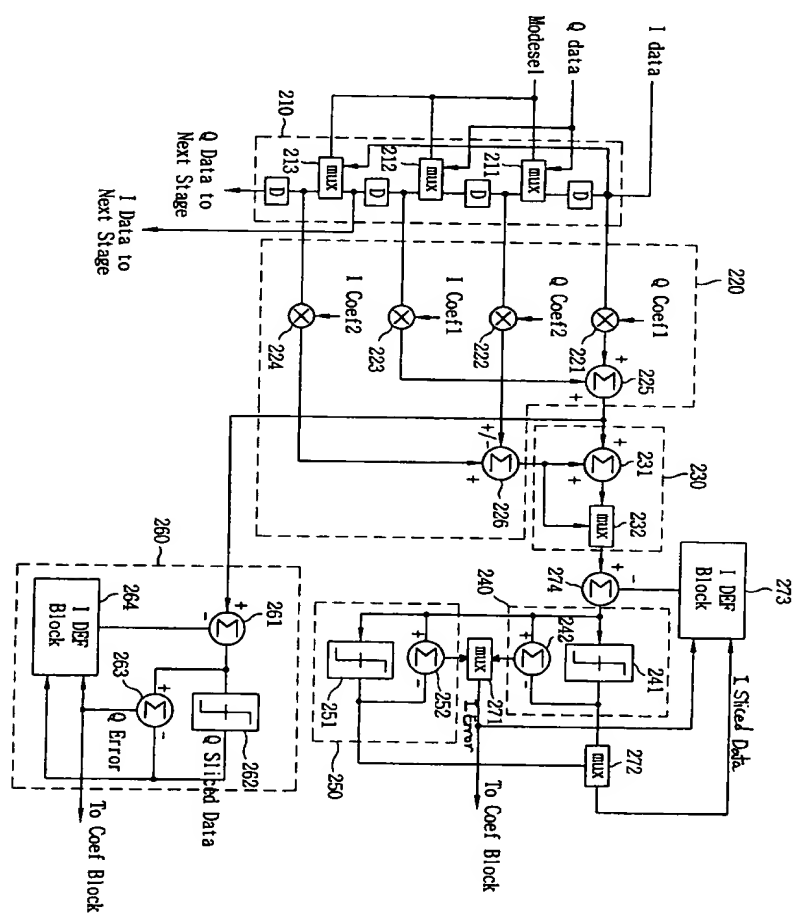 I data
Q data
Modesel
210
213
mux
212
mux
211
mux
D
D
D
D
Q Data to
Next Stage
I Data to
Next Stage
220
Q Coef1
221
+
+
225
Q Coef2
222
I Coef1
223
I Coef2
224
+/-
+
226
230
+
+
231
mux
232
273
I DEF
Block
+
-
274
240
241
+
-
242
I Sliced Data
mux
271
I Error
mux
272
To Coef Block
250
251
+
-
252
260
+
-
261
264
I DEF
Block
263
+
-
Q Error
262
Q Sliced Data
To Coef Block